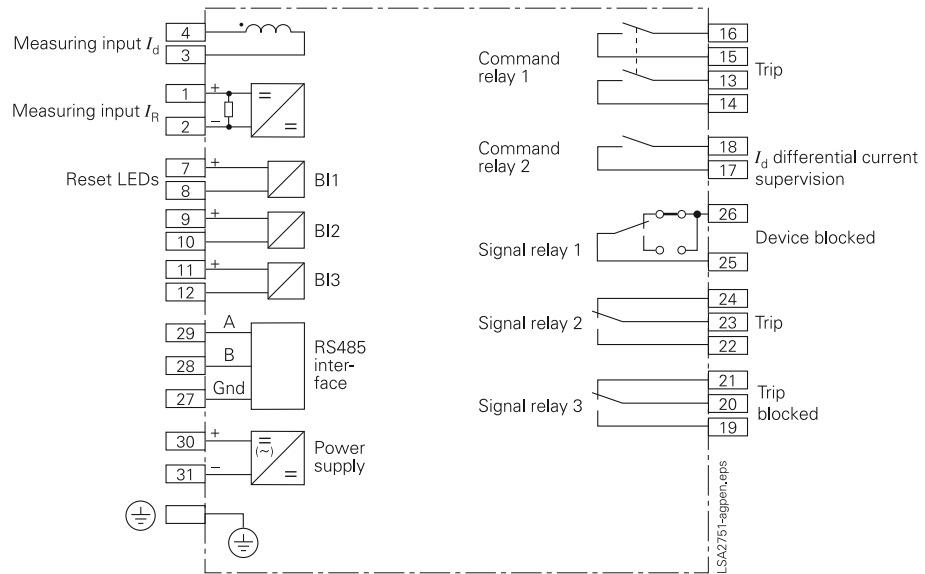 Measuring input Id
4
3
Measuring input IR
1
+
2
−
=
=
Reset LEDs
7
+
8
BI1
9
+
10
BI2
11
+
12
BI3
29
A
28
B
27
Gnd
RS485
inter-
face
30
+
31
−
=
(~)
=
Power
supply
Command
relay 1
16
15
13
14
Trip
Command
relay 2
18
17
Id differential current
supervision
Signal relay 1
26
25
Device blocked
Signal relay 2
24
23
22
Trip
Signal relay 3
21
20
19
Trip
blocked
LSA2751-agpen.eps